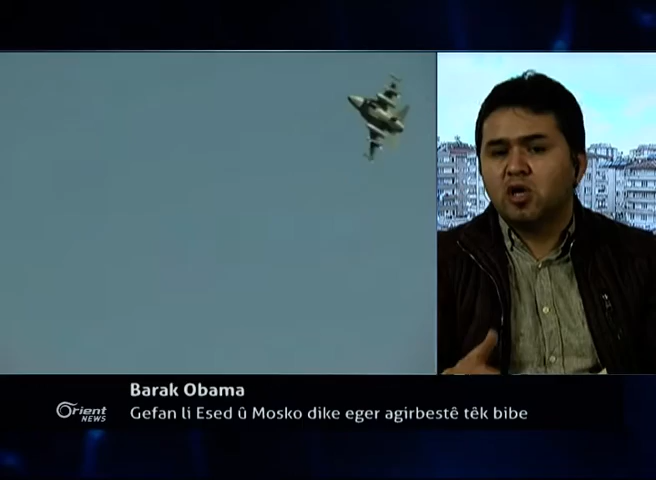 Barak Obama
Gefan li Esed û Mosko dike eger agirbestê têk bibe
Orient
NEWS